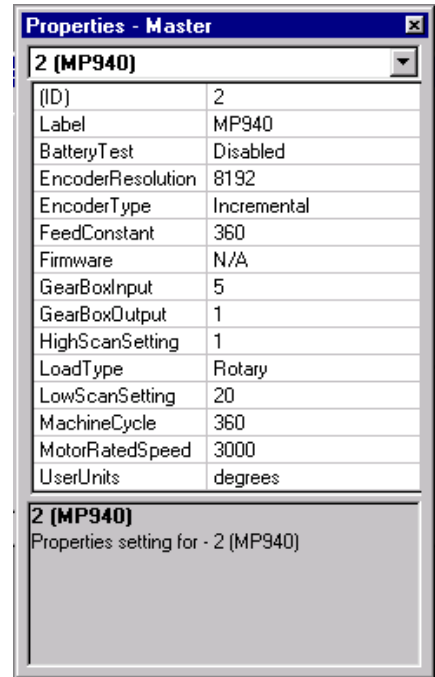 Properties - Master
2 (MP940)
(ID) 2
Label MP940
BatteryTest Disabled
EncoderResolution 8192
EncoderType Incremental
FeedConstant 360
Firmware N/A
GearBoxInput 5
GearBoxOutput 1
HighScanSetting 1
LoadType Rotary
LowScanSetting 20
MachineCycle 360
MotorRatedSpeed 3000
UserUnits degrees
2 (MP940)
Properties setting for - 2 (MP940)